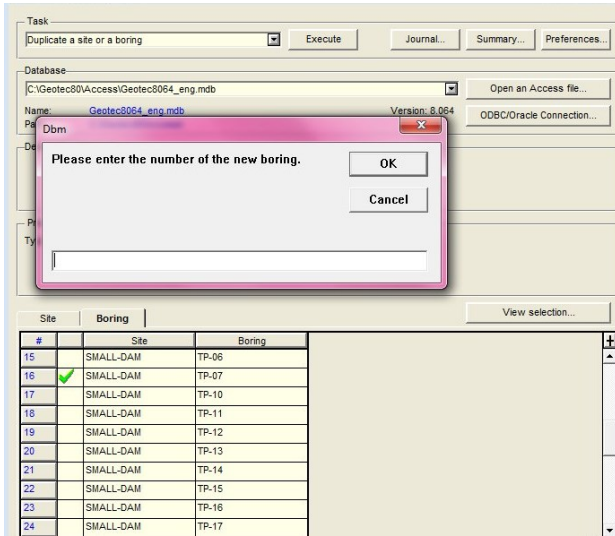 Task
Duplicate a site or a boring
Execute
Journal...
Summary...
Preferences...
Database
C:\Geotec80\Access\Geotec8064_eng.mdb
Open an Access file...
Name: Geotec8064_eng.mdb Version: 8.064
ODBC/Oracle Connection...
Pa
Dbm
De
Please enter the number of the new boring.
OK
Cancel
Pr
Ty
View selection...
Site Boring
# Site Boring
15 SMALL-DAM TP-06
16 SMALL-DAM TP-07
17 SMALL-DAM TP-10
18 SMALL-DAM TP-11
19 SMALL-DAM TP-12
20 SMALL-DAM TP-13
21 SMALL-DAM TP-14
22 SMALL-DAM TP-15
23 SMALL-DAM TP-16
24 SMALL-DAM TP-17